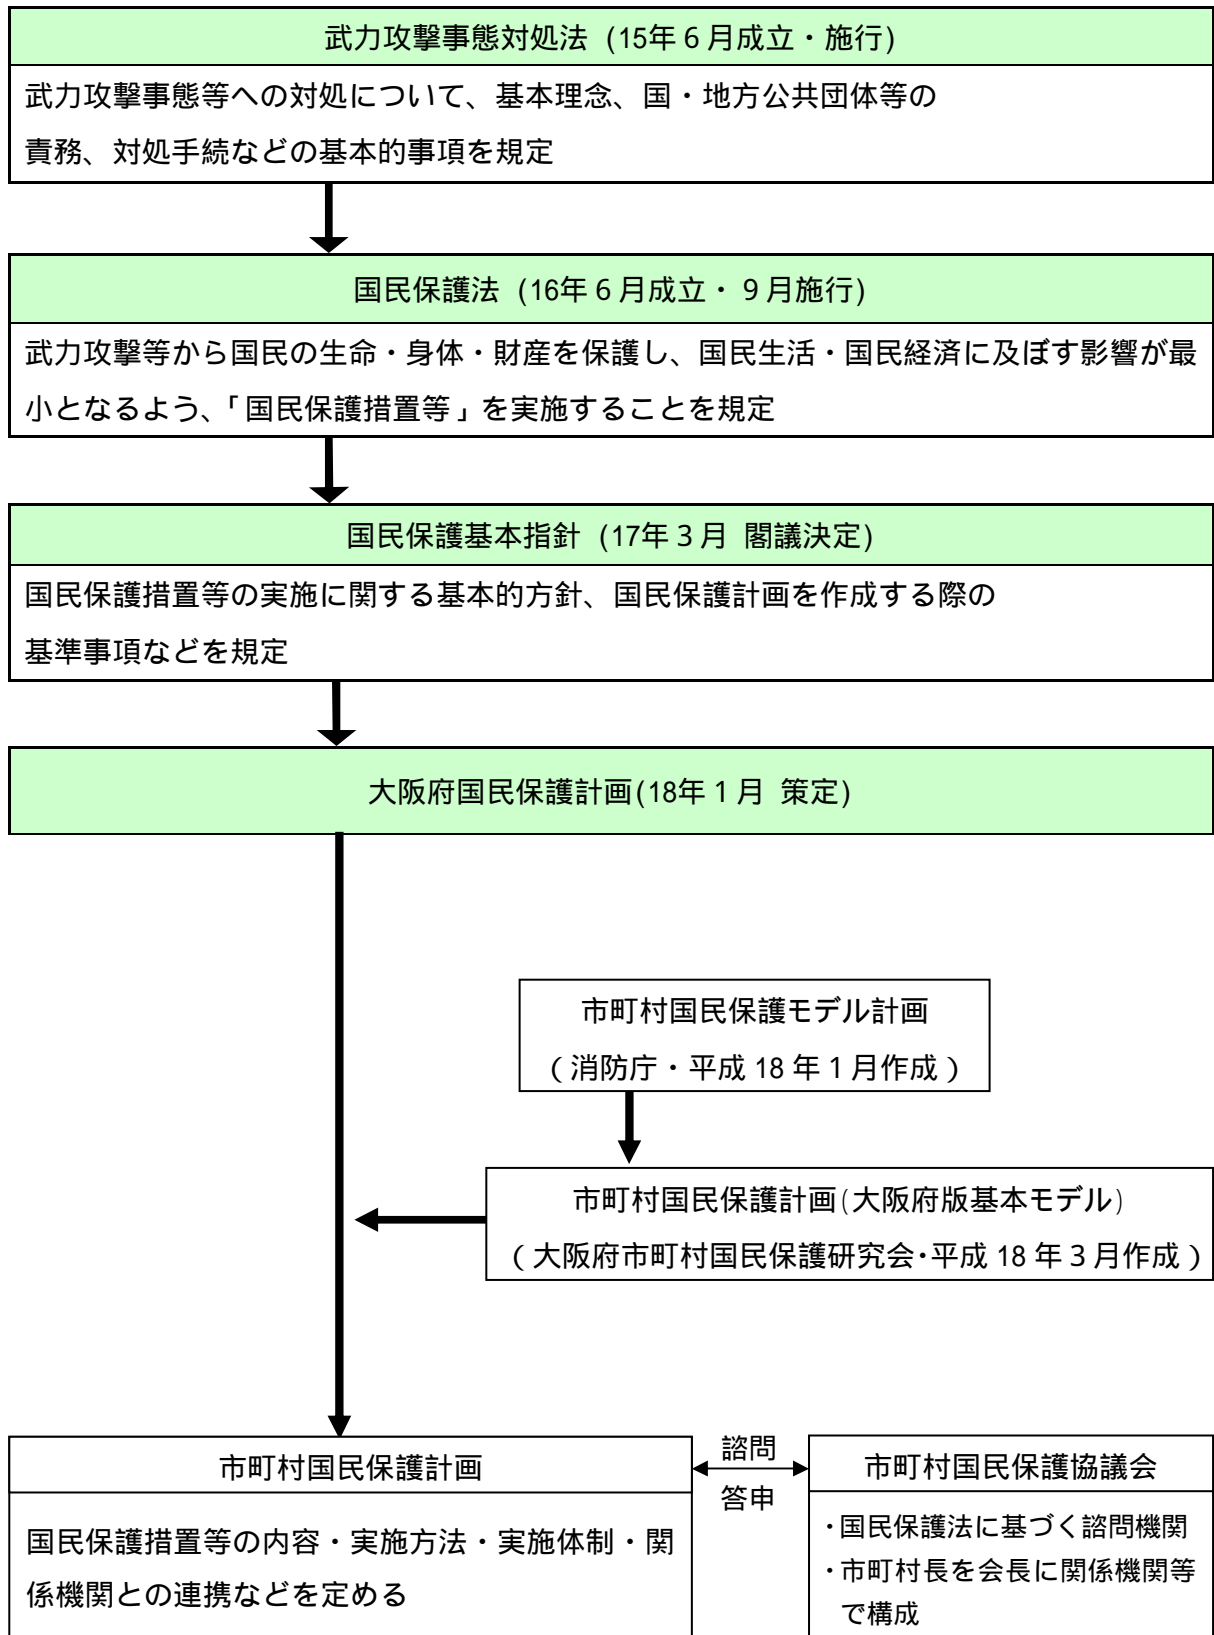 武力攻撃事態対処法 (15年６月成立・施行)
武力攻撃事態等への対処について、基本理念、国・地方公共団体等の
責務、対処手続などの基本的事項を規定
国民保護法 (16年６月成立・９月施行)
武力攻撃等から国民の生命・身体・財産を保護し、国民生活・国民経済に及ぼす影響が最
小となるよう、「国民保護措置等」を実施することを規定
国民保護基本指針 (17年３月 閣議決定)
国民保護措置等の実施に関する基本的方針、国民保護計画を作成する際の
基準事項などを規定
大阪府国民保護計画(18年１月 策定)
市町村国民保護モデル計画
（消防庁・平成 18 年１月作成）
市町村国民保護計画(大阪府版基本モデル)
（大阪府市町村国民保護研究会･平成 18 年３月作成）
市町村国民保護計画
国民保護措置等の内容・実施方法・実施体制・関
係機関との連携などを定める
諮問
答申
市町村国民保護協議会
・国民保護法に基づく諮問機関
・市町村長を会長に関係機関等
で構成